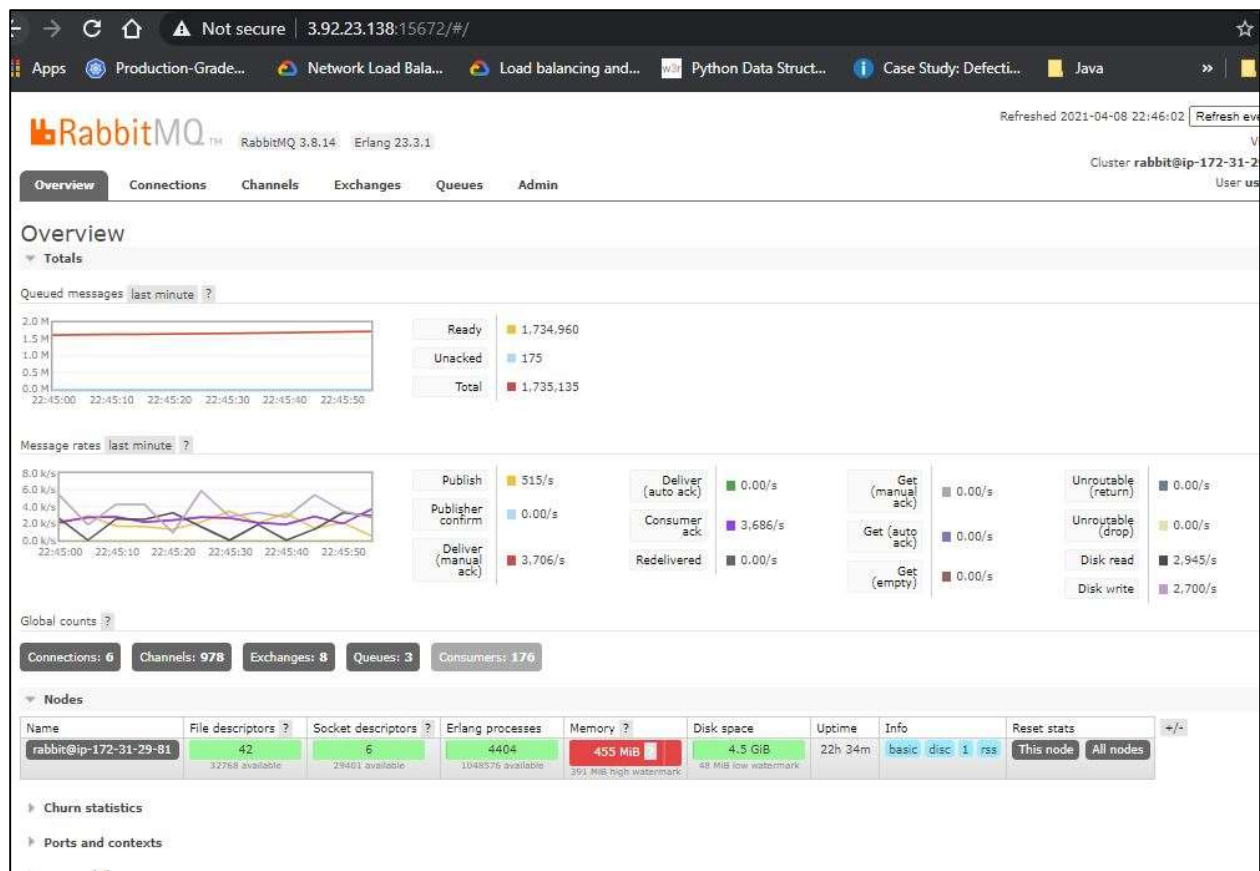 Not secure | 3.92.23.138:15672/#/
Apps Production-Grade... Network Load Bala... Load balancing and... w3r Python Data Struct... Case Study: Defecti... Java »
RabbitMQ TM RabbitMQ 3.8.14 Erlang 23.3.1
Refreshed 2021-04-08 22:46:02 Refresh eve
V
Cluster rabbit@ip-172-31-2
User us
Overview Connections Channels Exchanges Queues Admin
Overview
Totals
Queued messages last minute ?
2.0 M
1.5 M
1.0 M
0.5 M
0.0 M
22:45:00 22:45:10 22:45:20 22:45:30 22:45:40 22:45:50
Ready 1,734,960
Unacked 175
Total 1,735,135
Message rates last minute ?
8.0 k/s
6.0 k/s
4.0 k/s
2.0 k/s
0.0 k/s
22:45:00 22:45:10 22:45:20 22:45:30 22:45:40 22:45:50
Publish 515/s
Publisher confirm 0.00/s
Deliver (manual ack) 3,706/s
Deliver (auto ack) 0.00/s
Consumer ack 3,686/s
Redelivered 0.00/s
Get (manual ack) 0.00/s
Get (auto ack) 0.00/s
Get (empty) 0.00/s
Unroutable (return) 0.00/s
Unroutable (drop) 0.00/s
Disk read 2,945/s
Disk write 2,700/s
Global counts ?
Connections: 6 Channels: 978 Exchanges: 8 Queues: 3 Consumers: 176
Nodes
Name File descriptors ? Socket descriptors ? Erlang processes Memory ? Disk space Uptime Info Reset stats +/-
rabbit@ip-172-31-29-81 42 6 4404 455 MiB ? 4.5 GiB 22h 34m basic disc 1 rss This node All nodes
32768 available 29401 available 1048576 available 391 MiB high watermark 48 MiB low watermark
Churn statistics
Ports and contexts